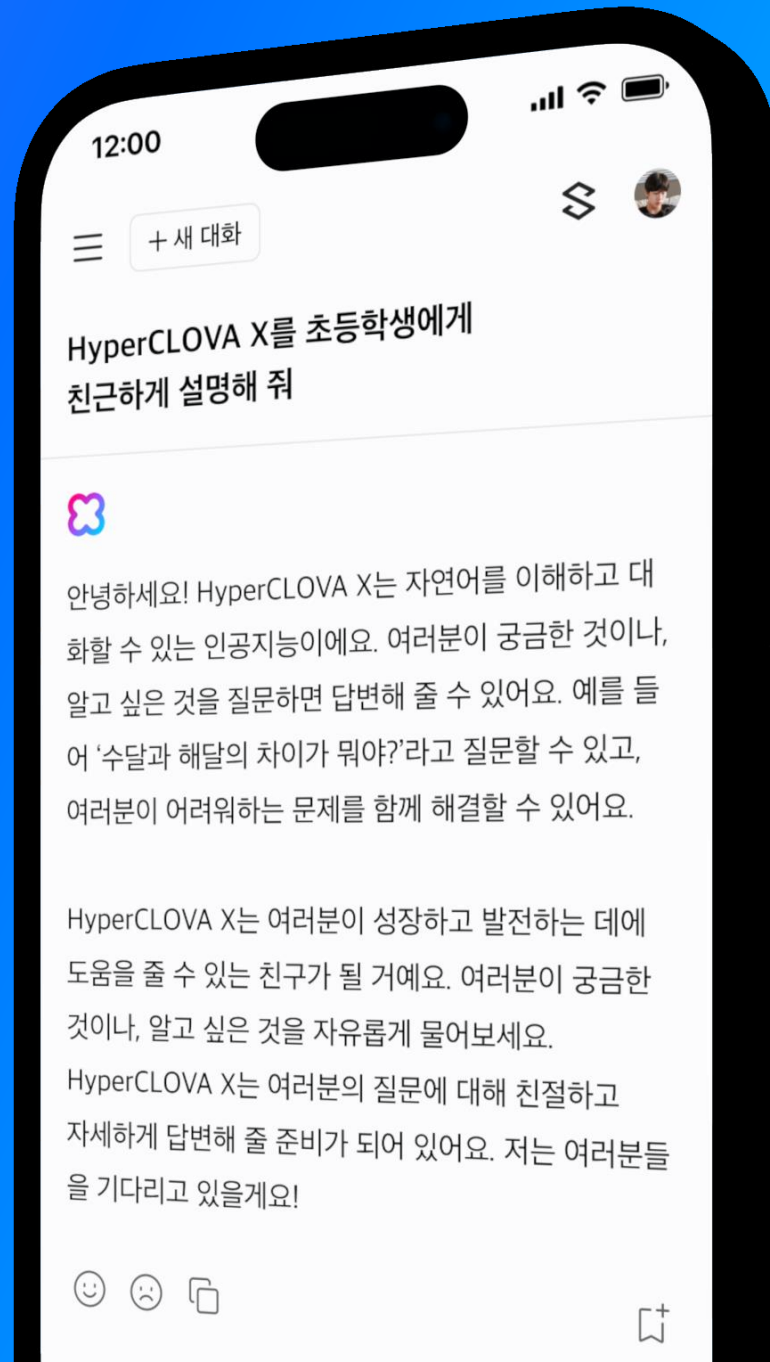 12:00
+ 새 대화
HyperCLOVA X를 초등학생에게
친근하게 설명해 줘
안녕하세요! HyperCLOVA X는 자연어를 이해하고 대
화할 수 있는 인공지능이에요. 여러분이 궁금한 것이나,
알고 싶은 것을 질문하면 답변해 줄 수 있어요. 예를 들
어 ‘수달과 해달의 차이가 뭐야?’라고 질문할 수 있고,
여러분이 어려워하는 문제를 함께 해결할 수 있어요.
HyperCLOVA X는 여러분이 성장하고 발전하는 데에
도움을 줄 수 있는 친구가 될 거예요. 여러분이 궁금한
것이나, 알고 싶은 것을 자유롭게 물어보세요.
HyperCLOVA X는 여러분의 질문에 대해 친절하고
자세하게 답변해 줄 준비가 되어 있어요. 저는 여러분들
을 기다리고 있을게요!